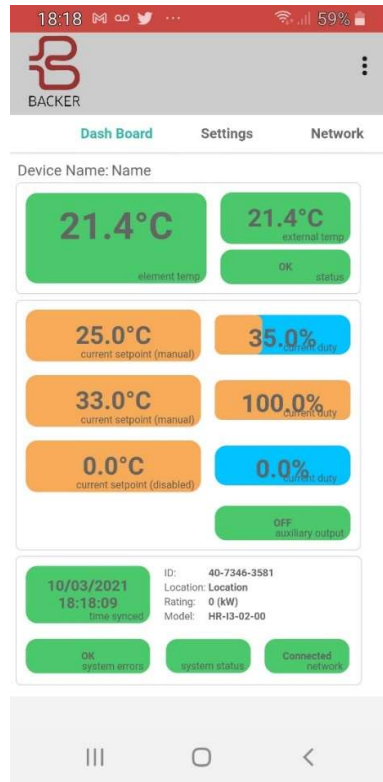 18:18 59%
BACKER
Dash Board Settings Network
Device Name: Name
21.4°C
element temp
21.4°C
external temp
OK
status
25.0°C
current setpoint (manual)
35.0%
current duty
33.0°C
current setpoint (manual)
100.0%
current duty
0.0°C
current setpoint (disabled)
0.0%
current duty
OFF
auxiliary output
10/03/2021
18:18:09
time synced
ID: 40-7346-3581
Location: Location
Rating: 0 (kW)
Model: HR-I3-02-00
OK
system errors
system status
Connected
network